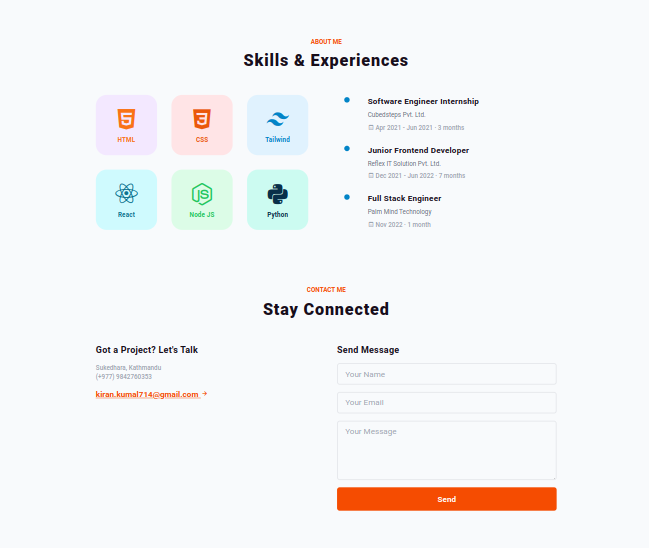 ABOUT ME
Skills & Experiences
HTML
CSS
Tailwind
React
Node JS
Python
Software Engineer Internship
Cubedsteps Pvt. Ltd.
Apr 2021 - Jun 2021 - 3 months
Junior Frontend Developer
Reflex IT Solution Pvt. Ltd.
Dec 2021 - Jun 2022 - 7 months
Full Stack Engineer
Palm Mind Technology
Nov 2022 - 1 month
CONTACT ME
Stay Connected
Got a Project? Let's Talk
Sukedhara, Kathmandu
(+977) 9842760353
kiran.kumal714@gmail.com →
Send Message
Your Name
Your Email
Your Message
Send